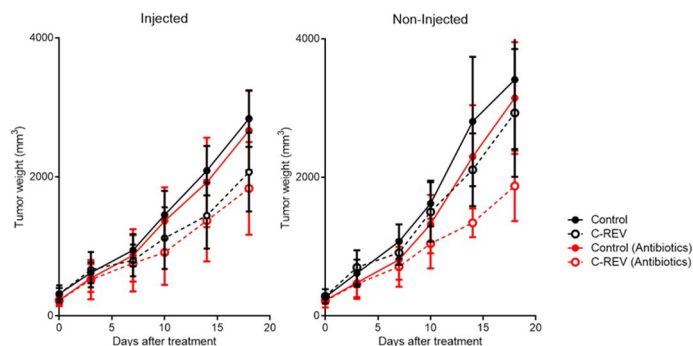 Injected
Non-Injected
4000
2000
0
Tumor weight (mm³)
0 5 10 15 20
Days after treatment
4000
2000
0
Tumor weight (mm³)
0 5 10 15 20
Days after treatment
Control
C-REV
Control (Antibiotics)
C-REV (Antibiotics)